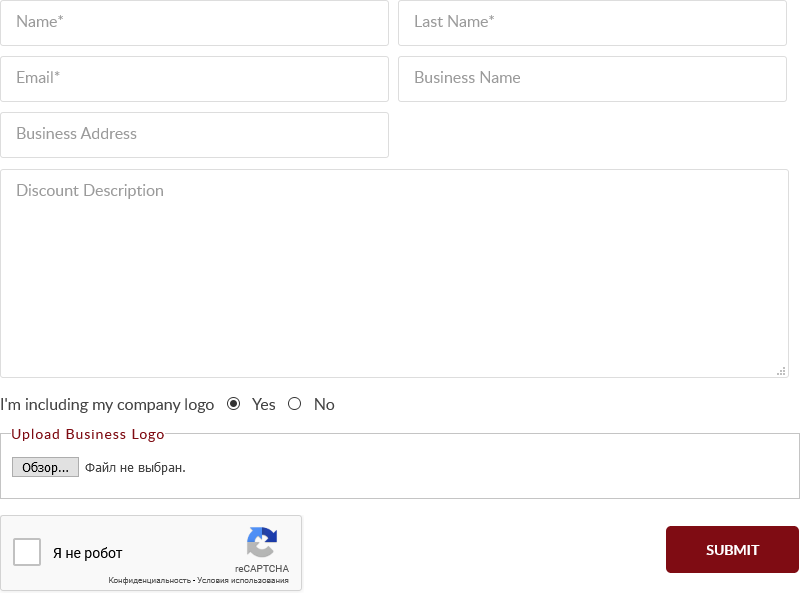 Name* Last Name*
Email* Business Name
Business Address
Discount Description
I'm including my company logo Yes No
Upload Business Logo
Обзор... Файл не выбран.
Я не робот
reCAPTCHA
Конфиденциальность - Условия использования
SUBMIT